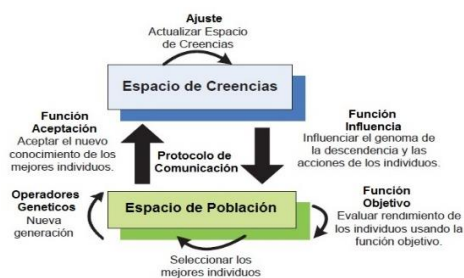 Ajuste
Actualizar Espacio
de Creencias
Espacio de Creencias
Función
Aceptación
Aceptar el nuevo
conocimiento de los
mejores individuos.
Protocolo de
Comunicación
Función
Influencia
Influenciar el genoma de
la descendencia y las
acciones de los individuos.
Operadores
Geneticos
Nueva
generación
Espacio de Población
Función
Objetivo
Evaluar rendimiento de
los individuos usando la
función objetivo.
Seleccionar los
mejores individuos